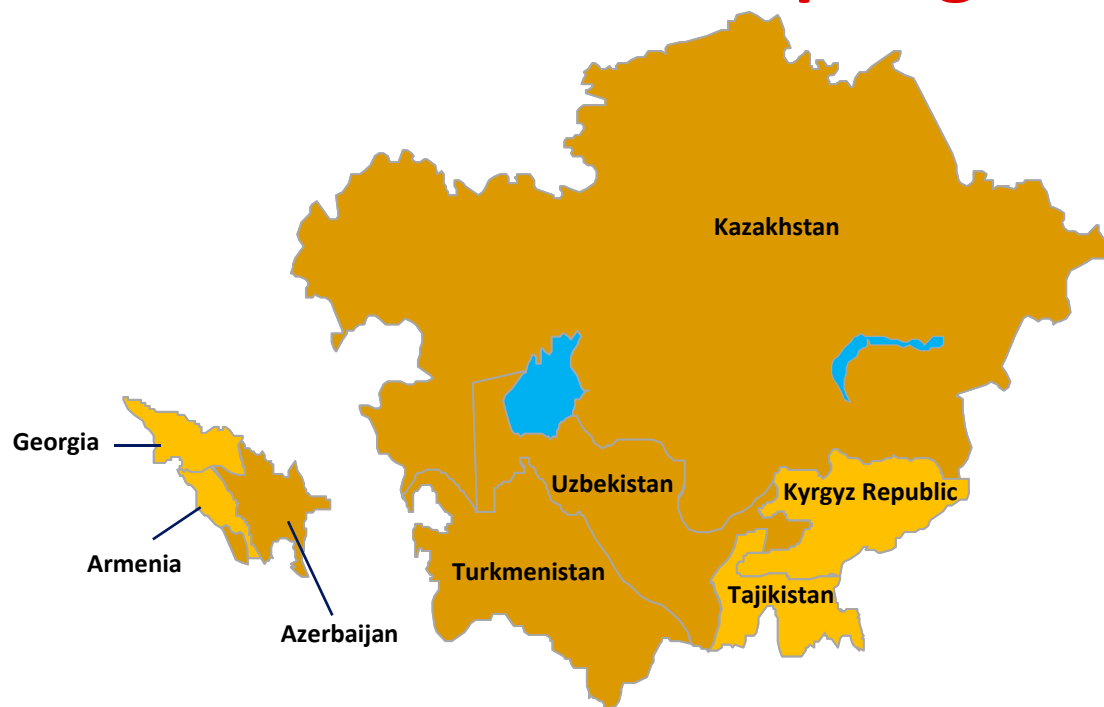 Kazakhstan
Georgia
Uzbekistan
Kyrgyz Republic
Armenia
Turkmenistan
Tajikistan
Azerbaijan